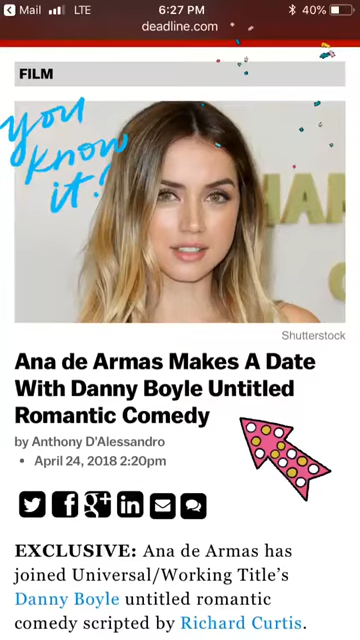 Mail LTE 6:27 PM 40%
deadline.com
FILM
you
know
it?
Shutterstock
Ana de Armas Makes A Date
With Danny Boyle Untitled
Romantic Comedy
by Anthony D'Alessandro
• April 24, 2018 2:20pm
EXCLUSIVE: Ana de Armas has
joined Universal/Working Title's
Danny Boyle untitled romantic
comedy scripted by Richard Curtis.